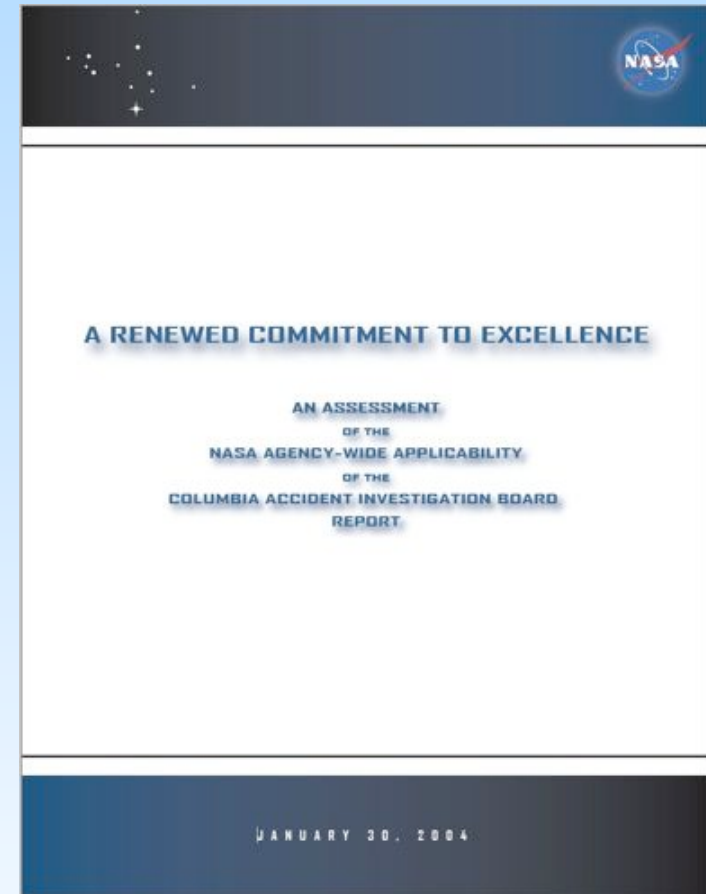 NASA
A RENEWED COMMITMENT TO EXCELLENCE
AN ASSESSMENT
OF THE
NASA AGENCY-WIDE APPLICABILITY
OF THE
COLUMBIA ACCIDENT INVESTIGATION BOARD
REPORT
JANUARY 30, 2004